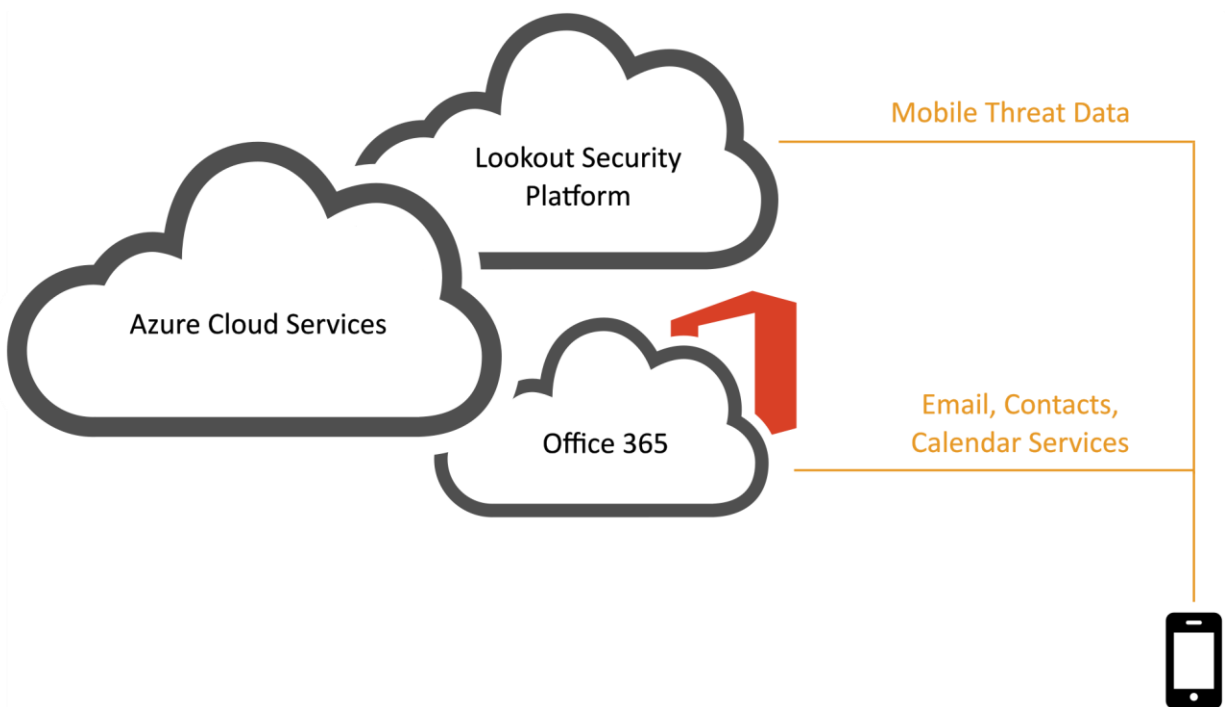 Mobile Threat Data
Lookout Security
Platform
Azure Cloud Services
Email, Contacts,
Calendar Services
Office 365